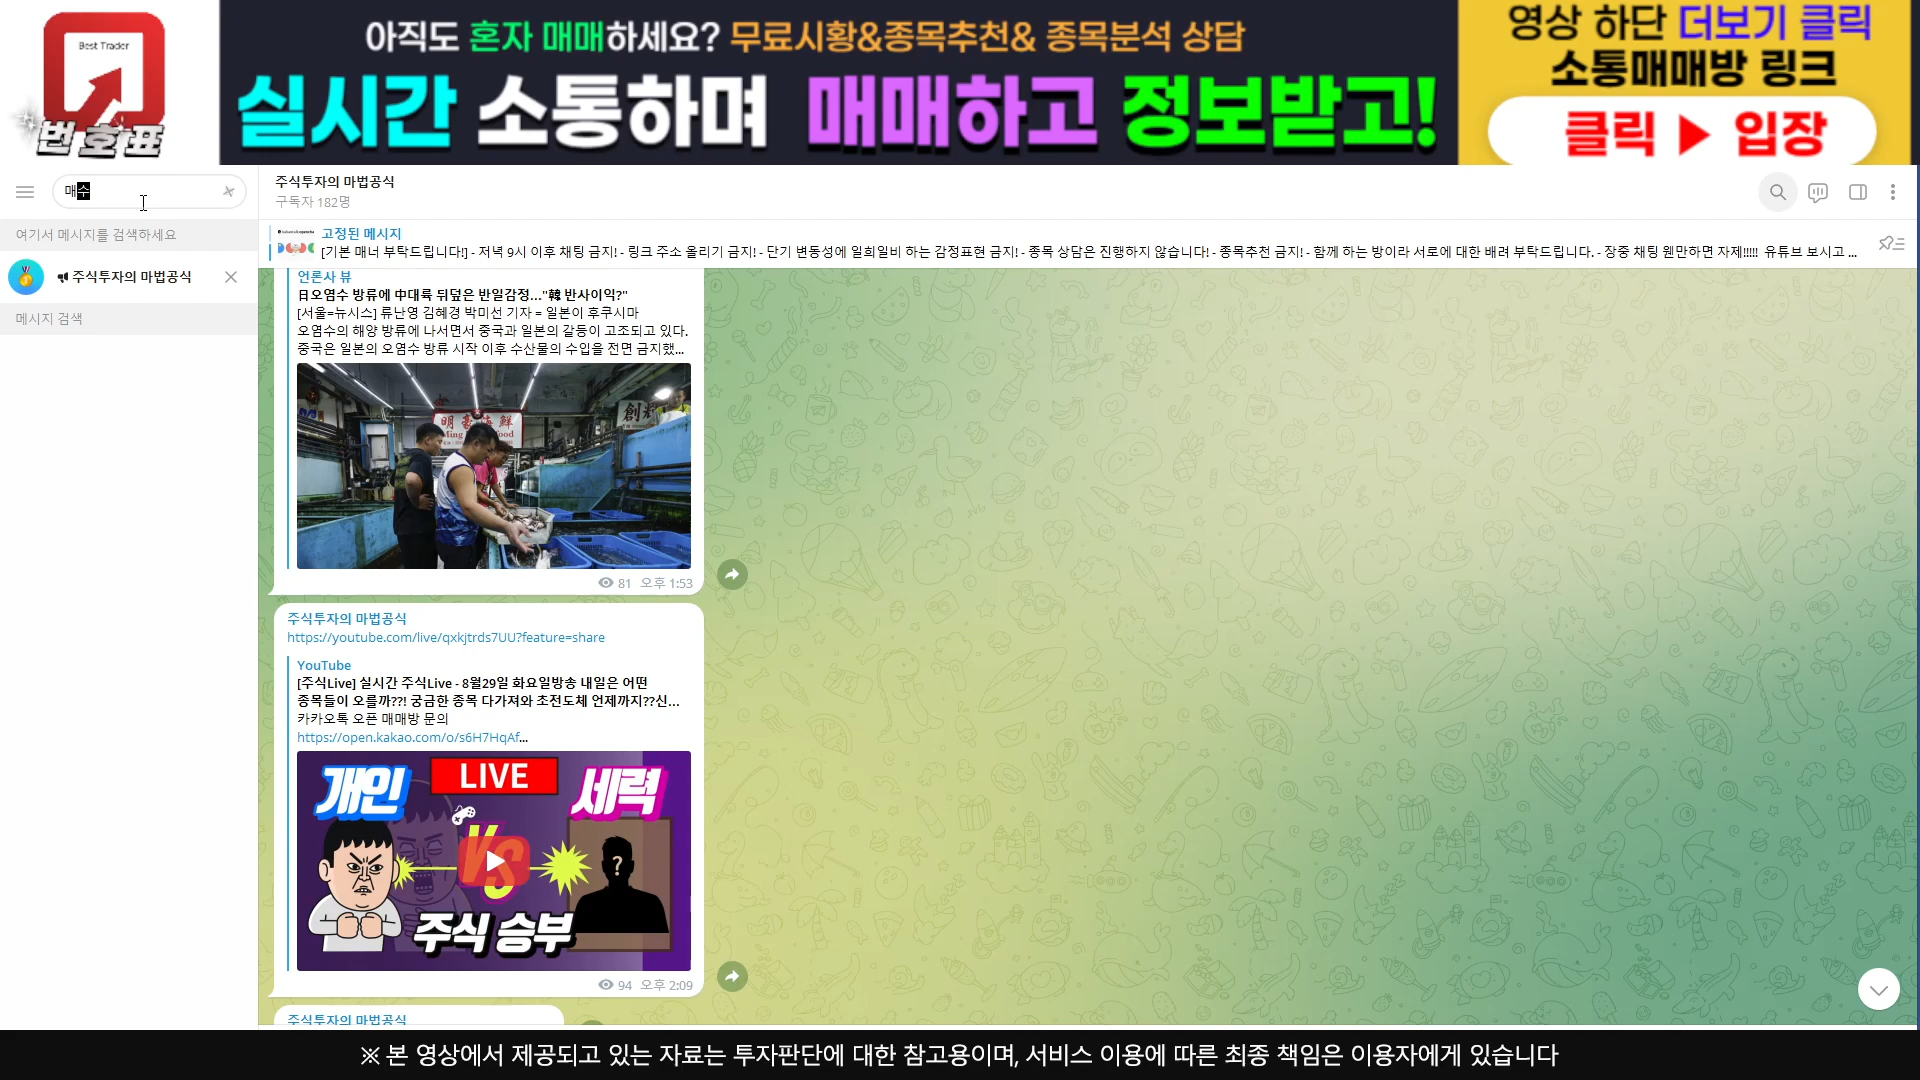 Best Trader
번호표
아직도 혼자 매매하세요? 무료시황&종목추천& 종목분석 상담
실시간 소통하며 매매하고 정보받고!
영상 하단 더보기 클릭
소통매매방 링크
클릭 ▶ 입장
매수
여기서 메시지를 검색하세요
주식투자의 마법공식
메시지 검색
주식투자의 마법공식
구독자 182명
고정된 메시지
[기본 매너 부탁드립니다!] - 저녁 9시 이후 채팅 금지! - 링크 주소 올리기 금지! - 단기 변동성에 일희일비 하는 감정표현 금지! - 종목 상담은 진행하지 않습니다! - 종목추천 금지! - 함께 하는 방이라 서로에 대한 배려 부탁드립니다. - 장중 채팅 웬만하면 자제!!!!! 유튜브 보시고 ...
언론사 뷰
日오염수 방류에 中대륙 뒤덮은 반일감정..."韓 반사이익?"
[서울=뉴시스] 류난영 김혜경 박미선 기자 = 일본이 후쿠시마
오염수의 해양 방류에 나서면서 중국과 일본의 갈등이 고조되고 있다.
중국은 일본의 오염수 방류 시작 이후 수산물의 수입을 전면 금지했...
明豪海鮮
81 오후 1:53
주식투자의 마법공식
https://youtube.com/live/qxkjtrds7UU?feature=share
YouTube
[주식Live] 실시간 주식Live - 8월29일 화요일방송 내일은 어떤
종목들이 오를까??! 궁금한 종목 다가져와 초전도체 언제까지??신...
카카오톡 오픈 매매방 문의
https://open.kakao.com/o/s6H7HqAf...
개인 LIVE 세력
VS
?
주식 승부
94 오후 2:09
주식투자의 마법공식
※ 본 영상에서 제공되고 있는 자료는 투자판단에 대한 참고용이며, 서비스 이용에 따른 최종 책임은 이용자에게 있습니다